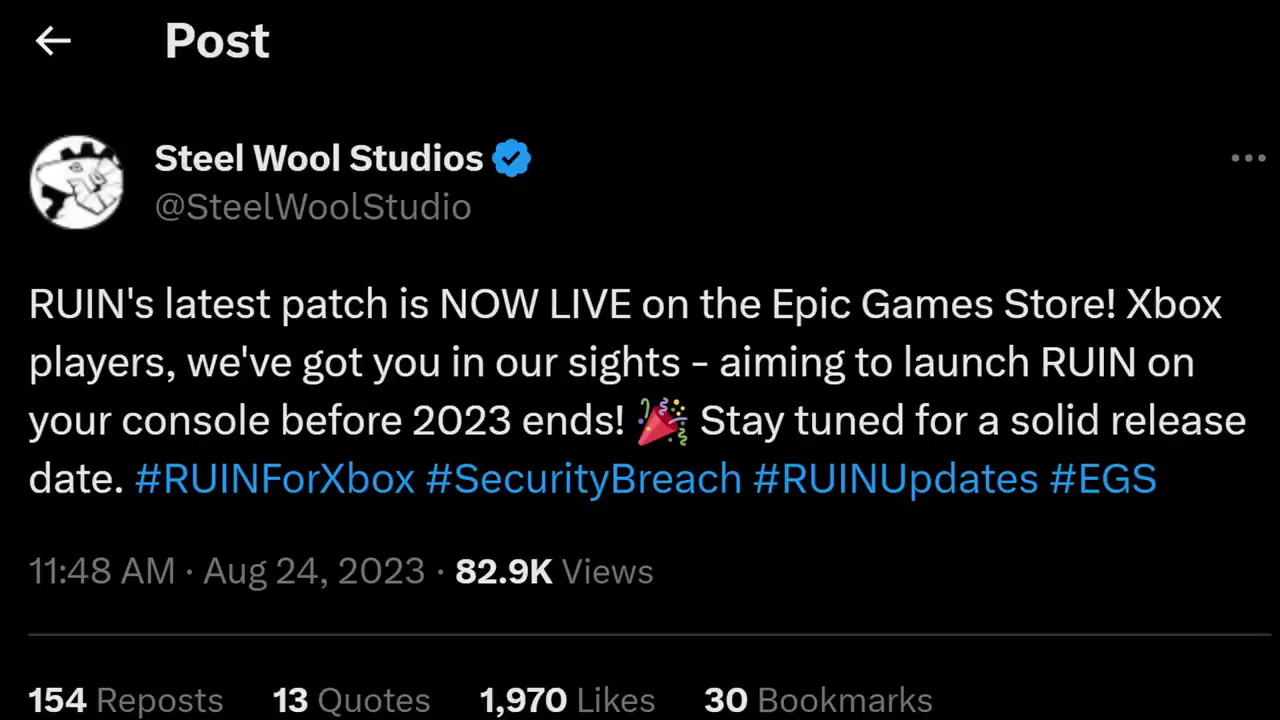 Post
Steel Wool Studios
@SteelWoolStudio
RUIN's latest patch is NOW LIVE on the Epic Games Store! Xbox
players, we've got you in our sights - aiming to launch RUIN on
your console before 2023 ends! 🎉 Stay tuned for a solid release
date. #RUINForXbox #SecurityBreach #RUINUpdates #EGS
11:48 AM · Aug 24, 2023 · 82.9K Views
154 Reposts 13 Quotes 1,970 Likes 30 Bookmarks